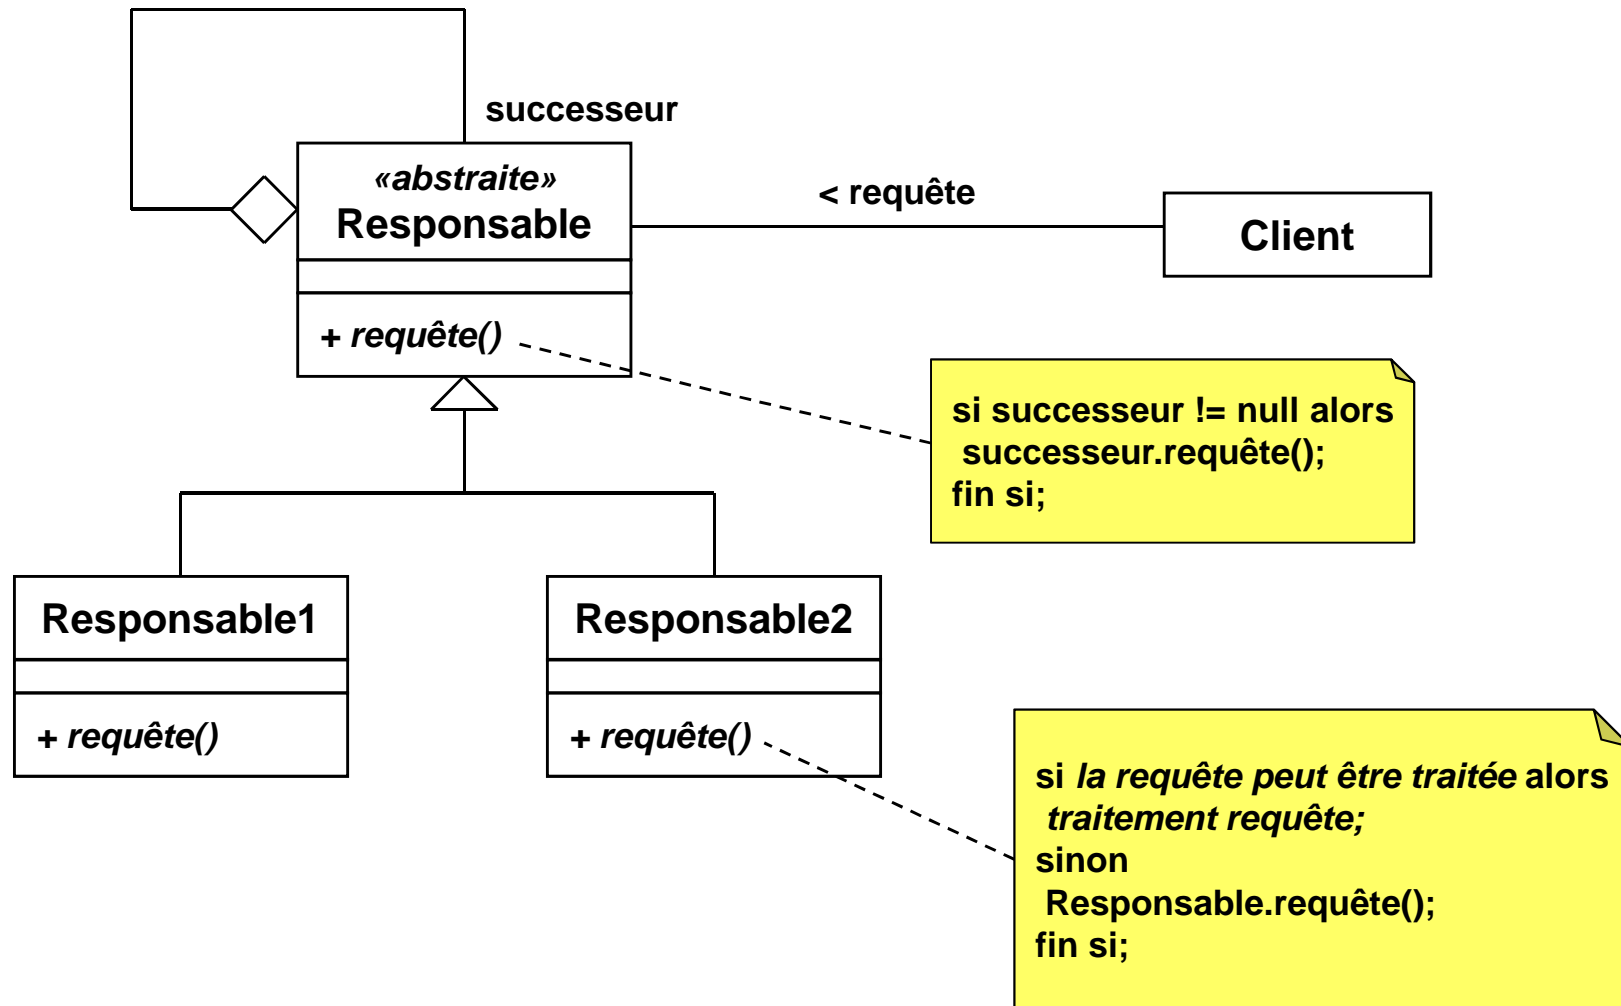 successeur
«abstraite»
Responsable
< requête
Client
+ requête()
si successeur != null alors
successeur.requête();
fin si;
Responsable1
Responsable2
+ requête()
+ requête()
si la requête peut être traitée alors
traitement requête;
sinon
Responsable.requête();
fin si;